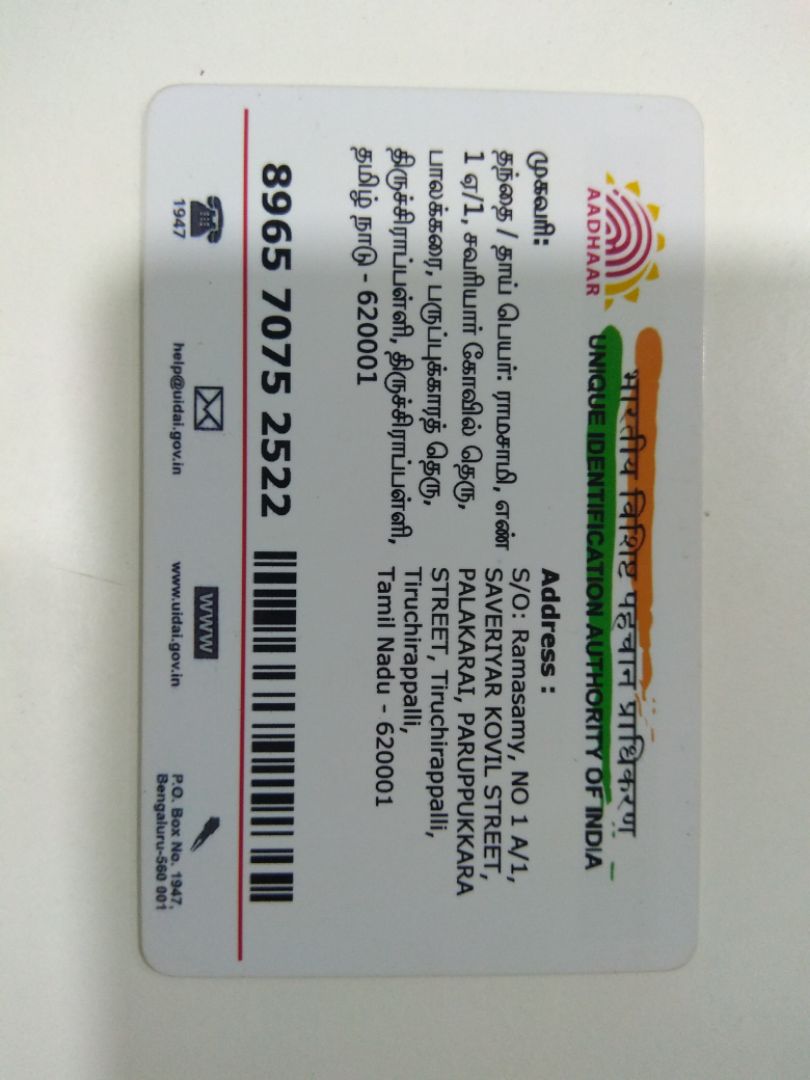 भारतीय विशिष्ट पहचान प्राधिकरण
UNIQUE IDENTIFICATION AUTHORITY OF INDIA
AADHAAR
முகவரி:
தந்தை / தாய் பெயர்: ராமசாமி, எண்
1 ஏ/1, சவரியார் கோவில் தெரு,
பாலக்கரை, பருப்புக்காரத் தெரு,
திருச்சிராப்பள்ளி, திருச்சிராப்பள்ளி,
தமிழ் நாடு - 620001
Address :
S/O: Ramasamy, NO 1 A/1,
SAVERIYAR KOVIL STREET,
PALAKARAI, PARUPPUKKARA
STREET, Tiruchirappalli,
Tiruchirappalli,
Tamil Nadu - 620001
8965 7075 2522
1947
help@uidai.gov.in
WWW
www.uidai.gov.in
P.O. Box No. 1947,
Bengaluru-560 001